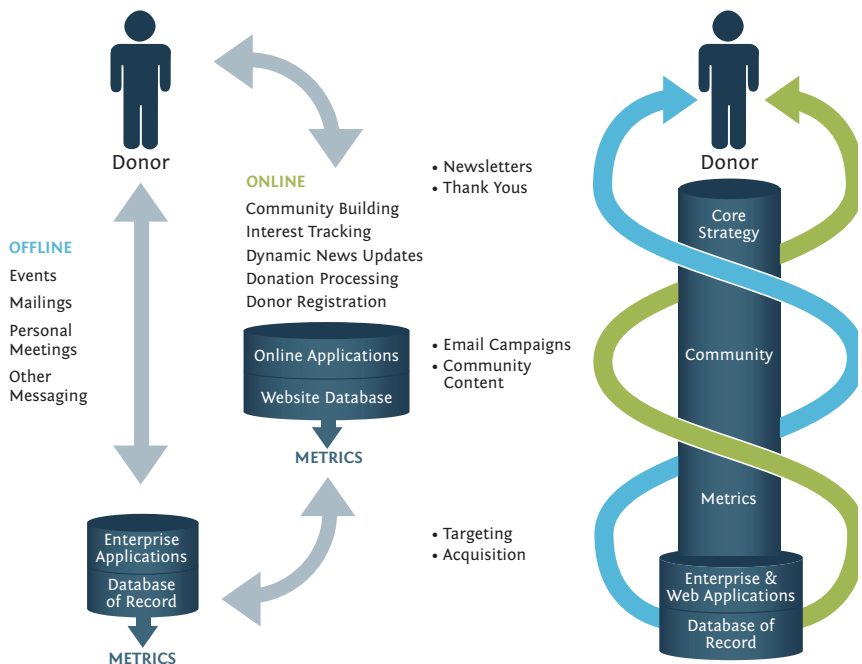 Donor
OFFLINE
Events
Mailings
Personal
Meetings
Other
Messaging
Enterprise
Applications
Database
of Record
METRICS
ONLINE
Community Building
Interest Tracking
Dynamic News Updates
Donation Processing
Donor Registration
Online Applications
Website Database
METRICS
• Newsletters
• Thank Yous
• Email Campaigns
• Community
Content
• Targeting
• Acquisition
Donor
Core
Strategy
Community
Metrics
Enterprise &
Web Applications
Database of
Record